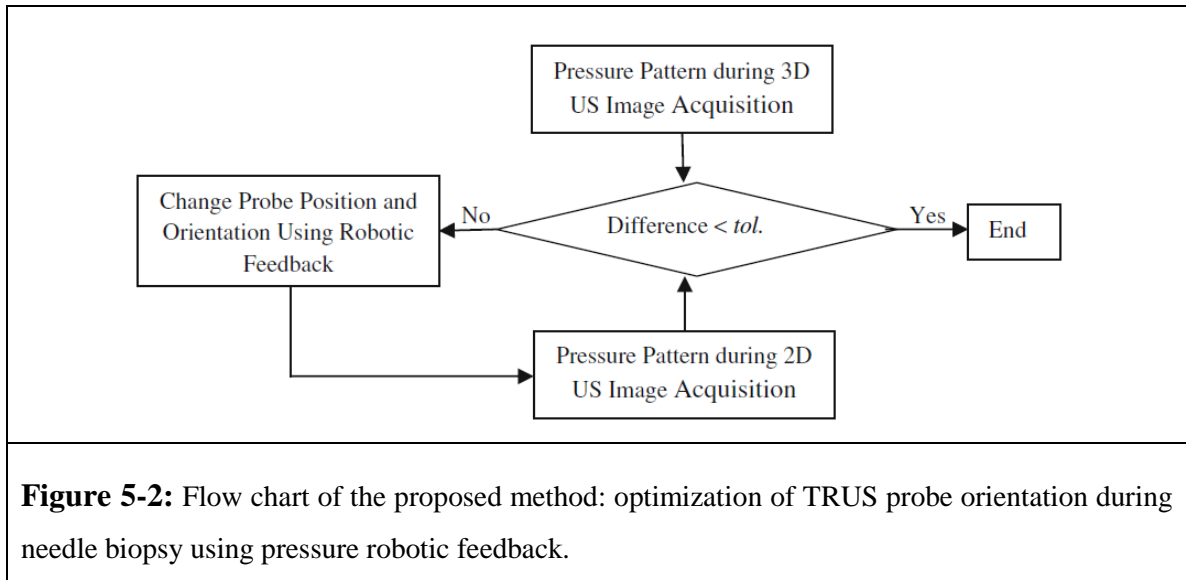 Pressure Pattern during 3D
US Image Acquisition
Change Probe Position and
Orientation Using Robotic
Feedback
No
Difference < tol.
Yes
End
Pressure Pattern during 2D
US Image Acquisition
Figure 5-2: Flow chart of the proposed method: optimization of TRUS probe orientation during
needle biopsy using pressure robotic feedback.